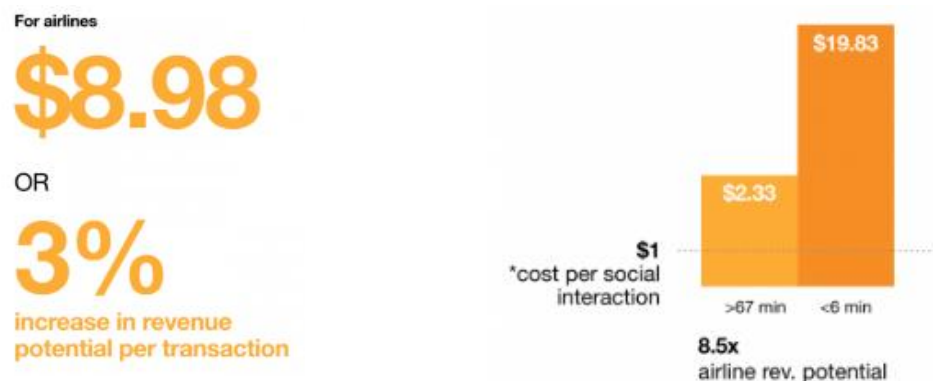 For airlines
$8.98
OR
3%
increase in revenue
potential per transaction
$19.83
$2.33
$1
*cost per social
interaction
>67 min
<6 min
8.5x
airline rev. potential